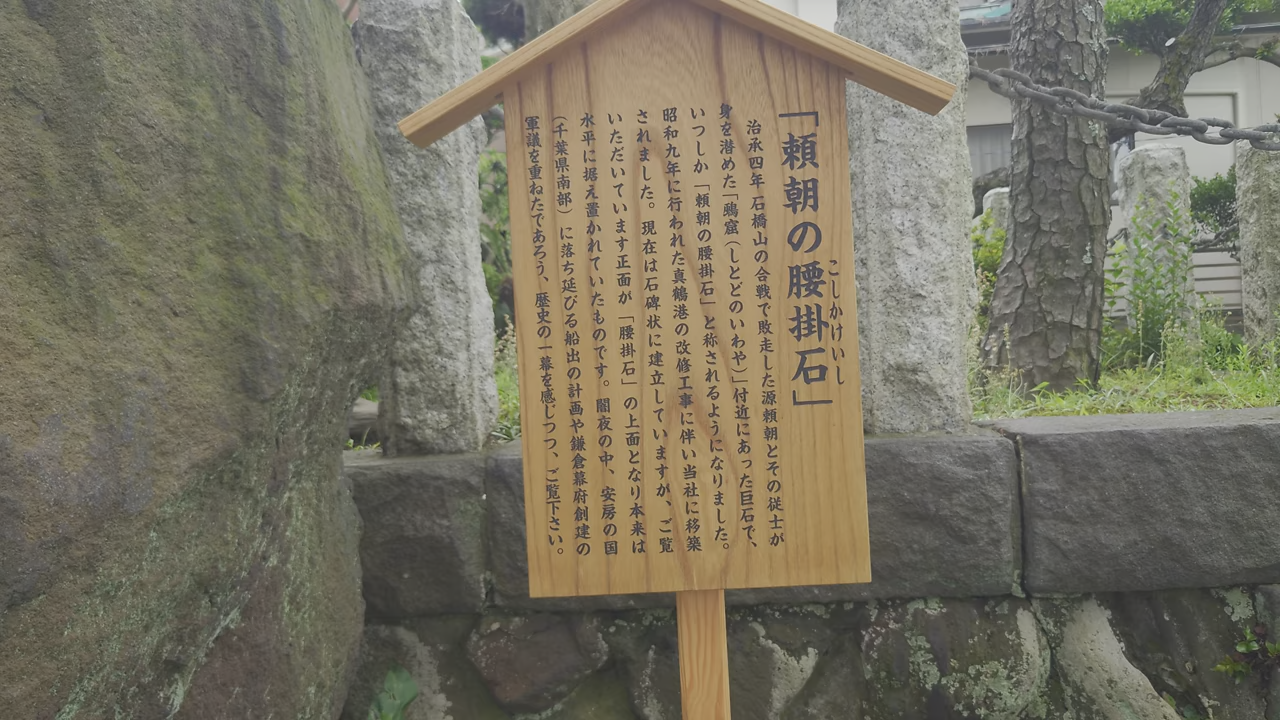 「頼朝の腰掛石」
こしかけいし
治承四年 石橋山の合戦で敗走した源頼朝とその従士が
身を潜めた「鵐窟（しとどのいわや）」付近にあった巨石で、
いつしか「頼朝の腰掛石」と称されるようになりました。
昭和九年に行われた真鶴港の改修工事に伴い当社に移築
されました。現在は石碑状に建立していますが、ご覧
いただいています正面が「腰掛石」の上面となり本来は
水平に据え置かれていたものです。闇夜の中、安房の国
（千葉県南部）に落ち延びる船出の計画や鎌倉幕府創建の
軍議を重ねたであろう、歴史の一幕を感じつつ、ご覧下さい。